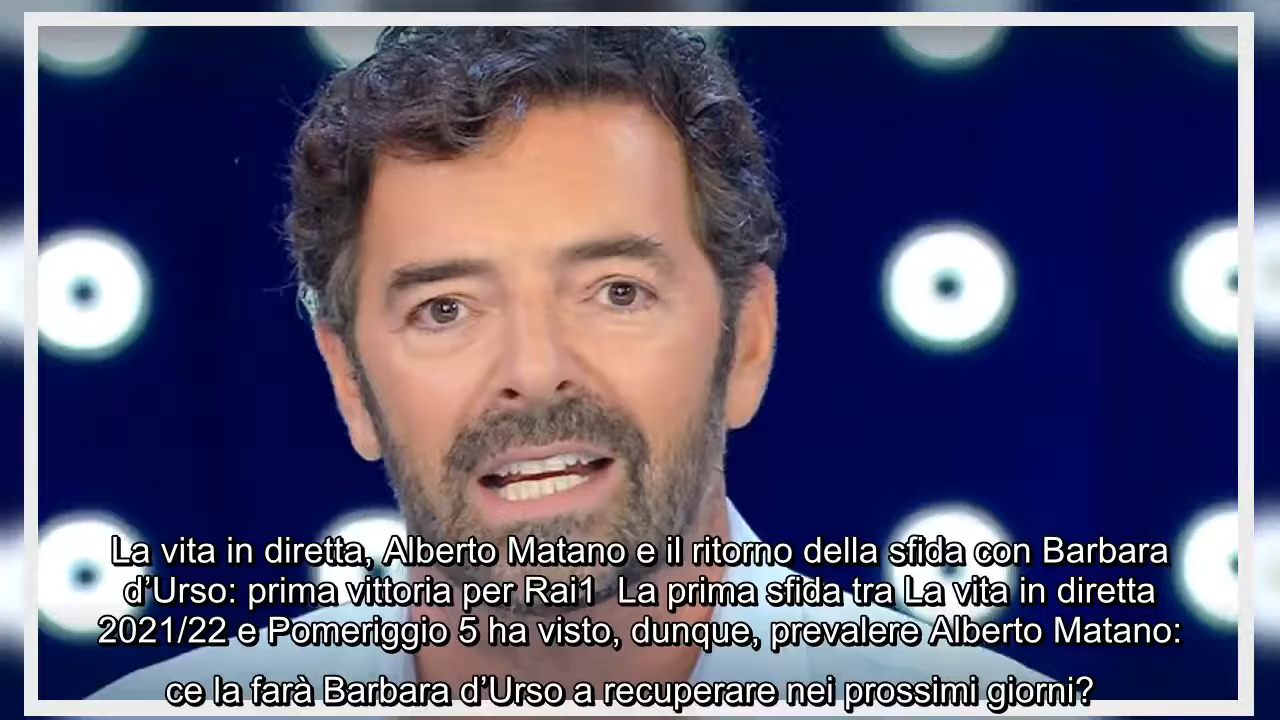 La vita in diretta, Alberto Matano e il ritorno della sfida con Barbara
d’Urso: prima vittoria per Rai1  La prima sfida tra La vita in diretta
2021/22 e Pomeriggio 5 ha visto, dunque, prevalere Alberto Matano:
ce la farà Barbara d’Urso a recuperare nei prossimi giorni?